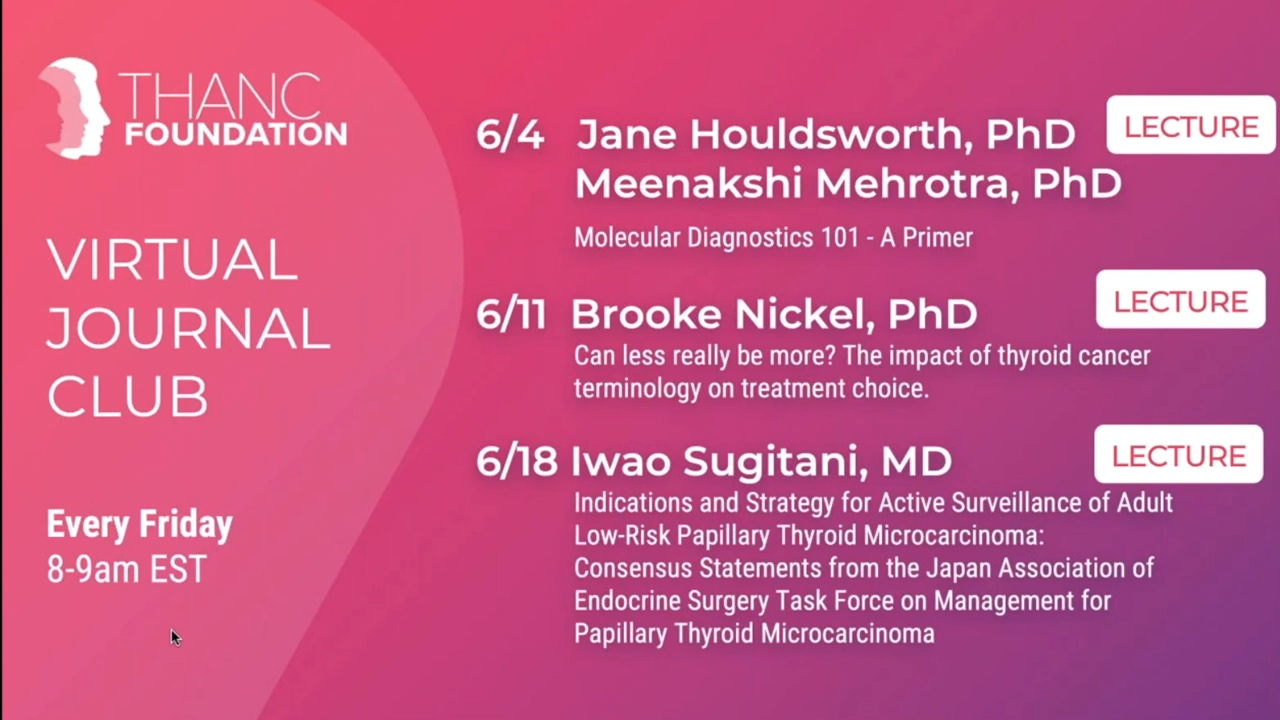 THANC
FOUNDATION
VIRTUAL
JOURNAL
CLUB
Every Friday
8-9am EST
6/4 Jane Houldsworth, PhD LECTURE
Meenakshi Mehrotra, PhD
Molecular Diagnostics 101 - A Primer
6/11 Brooke Nickel, PhD LECTURE
Can less really be more? The impact of thyroid cancer
terminology on treatment choice.
6/18 Iwao Sugitani, MD LECTURE
Indications and Strategy for Active Surveillance of Adult
Low-Risk Papillary Thyroid Microcarcinoma:
Consensus Statements from the Japan Association of
Endocrine Surgery Task Force on Management for
Papillary Thyroid Microcarcinoma